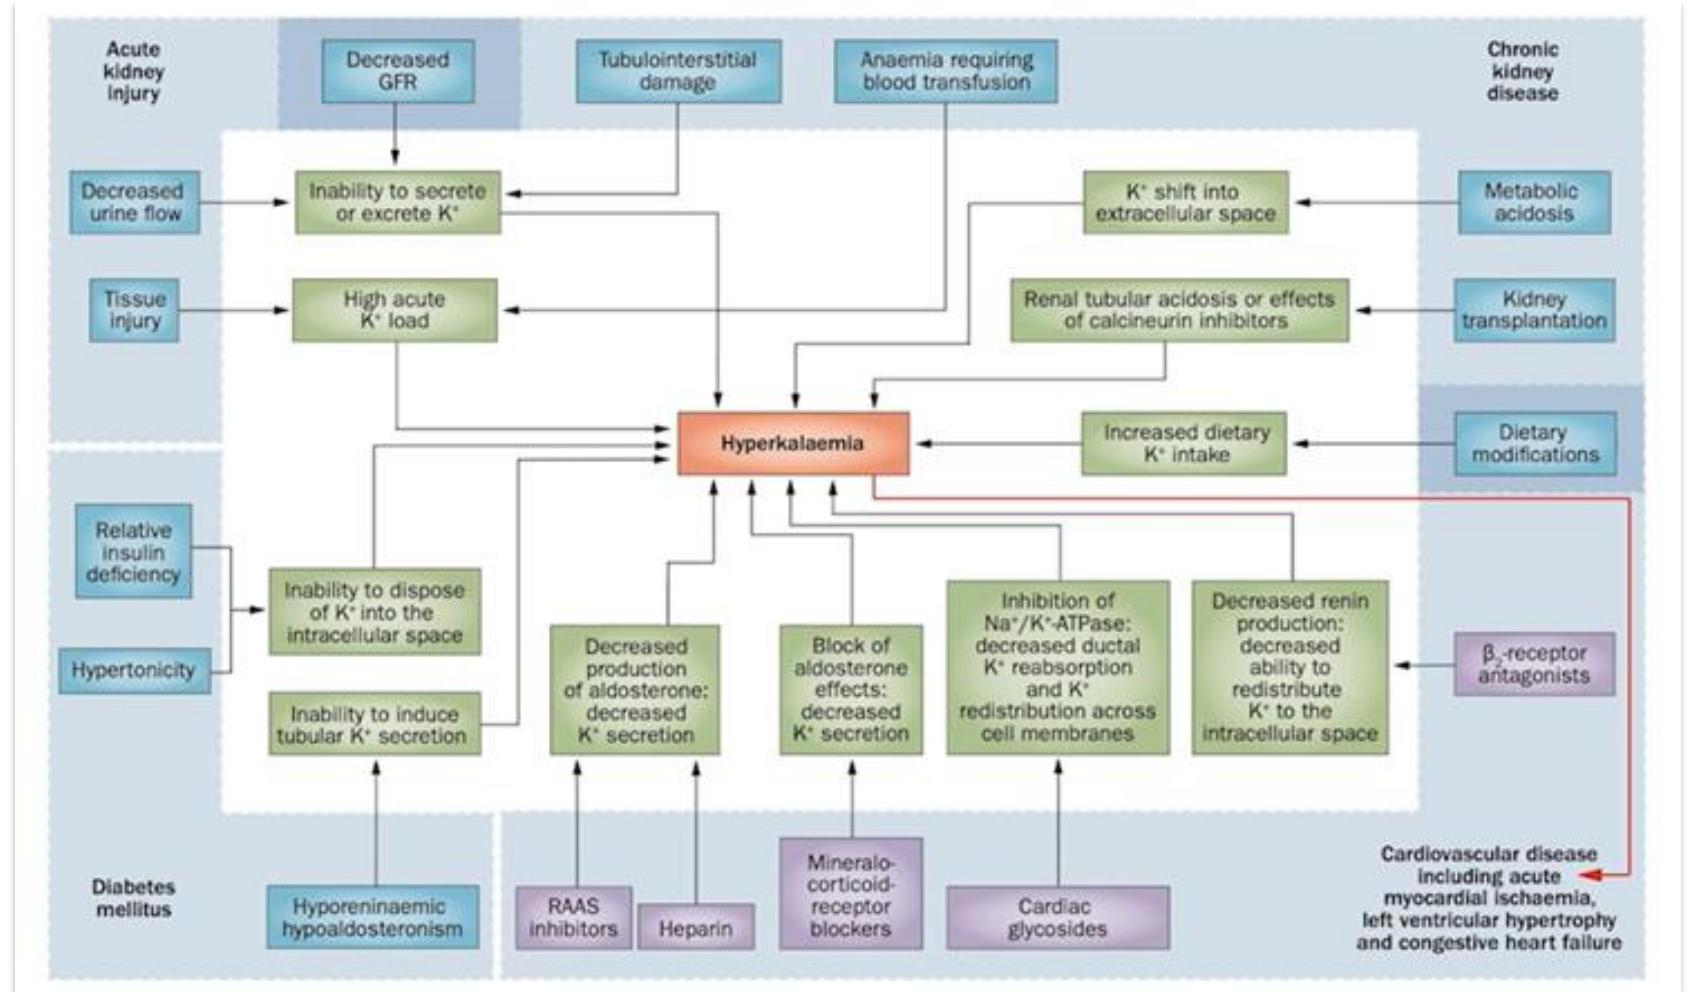 Acute
kidney
injury
Decreased
GFR
Tubulointerstitial
damage
Anaemia requiring
blood transfusion
Chronic
kidney
disease
Decreased
urine flow
Inability to secrete
or excrete K⁺
K⁺ shift into
extracellular space
Metabolic
acidosis
Tissue
injury
High acute
K⁺ load
Renal tubular acidosis or effects
of calcineurin inhibitors
Kidney
transplantation
Hyperkalaemia
Increased dietary
K⁺ intake
Dietary
modifications
Relative
insulin
deficiency
Hypertonicity
Inability to dispose
of K⁺ into the
intracellular space
Inability to induce
tubular K⁺ secretion
Decreased
production
of aldosterone:
decreased
K⁺ secretion
Block of
aldosterone
effects:
decreased
K⁺ secretion
Inhibition of
Na⁺/K⁺-ATPase:
decreased ductal
K⁺ reabsorption
and K⁺
redistribution across
cell membranes
Decreased renin
production:
decreased
ability to
redistribute
K⁺ to the
intracellular space
β₂-receptor
antagonists
Diabetes
mellitus
Hyporeninaemic
hypoaldosteronism
RAAS
inhibitors
Heparin
Mineralo-
corticoid-
receptor
blockers
Cardiac
glycosides
Cardiovascular disease
including acute
myocardial ischaemia,
left ventricular hypertrophy
and congestive heart failure